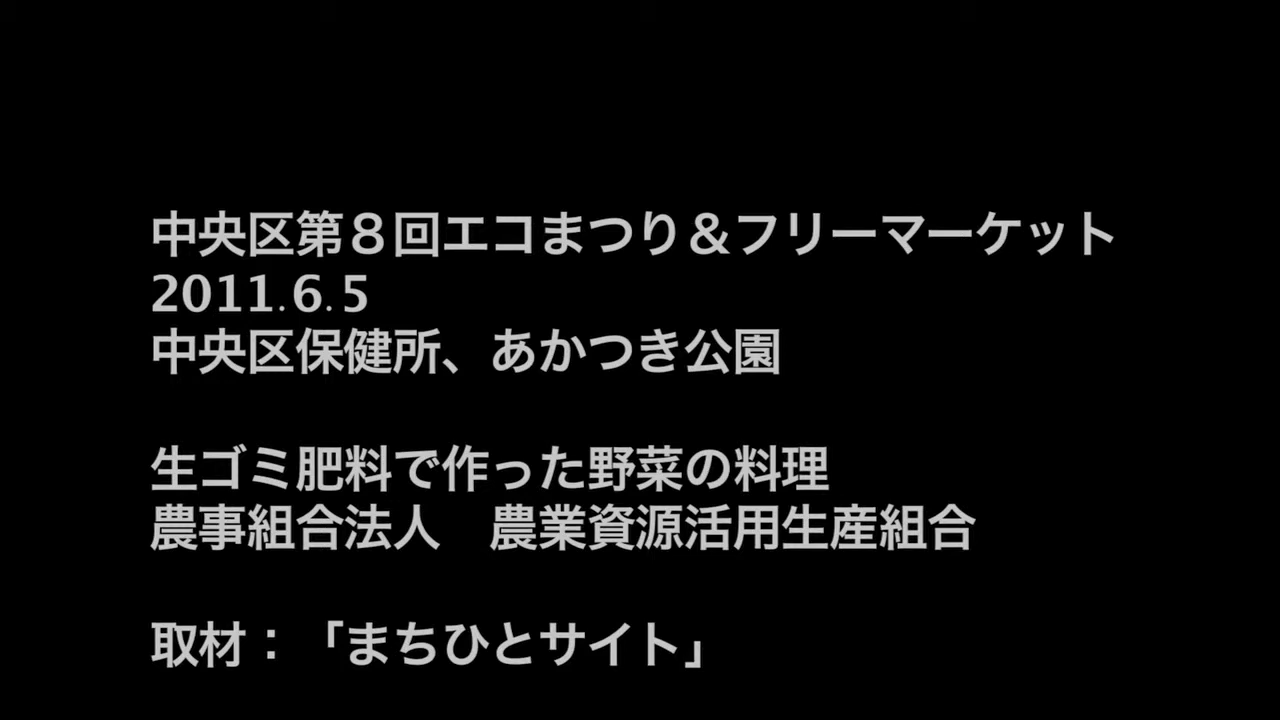 中央区第８回エコまつり＆フリーマーケット
2011.6.5
中央区保健所、あかつき公園
生ゴミ肥料で作った野菜の料理
農事組合法人　農業資源活用生産組合
取材：「まちひとサイト」